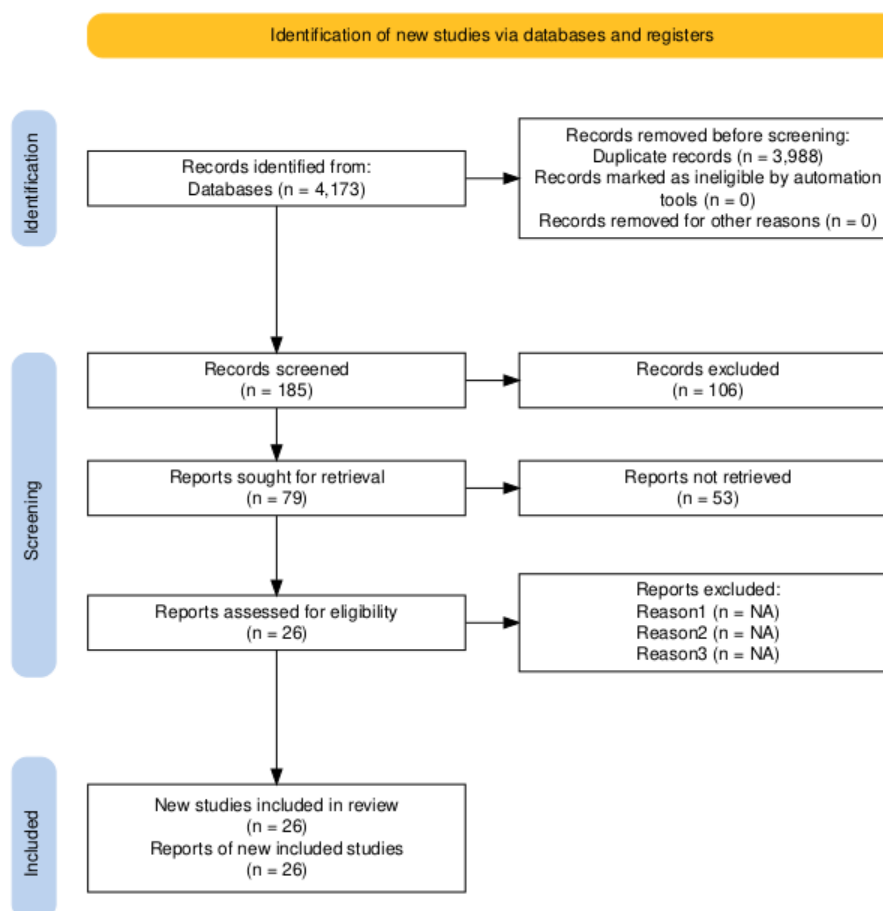 Identification of new studies via databases and registers
Identification
Records identified from:
Databases (n = 4,173)
Records removed before screening:
Duplicate records (n = 3,988)
Records marked as ineligible by automation
tools (n = 0)
Records removed for other reasons (n = 0)
Screening
Records screened
(n = 185)
Records excluded
(n = 106)
Reports sought for retrieval
(n = 79)
Reports not retrieved
(n = 53)
Reports assessed for eligibility
(n = 26)
Reports excluded:
Reason1 (n = NA)
Reason2 (n = NA)
Reason3 (n = NA)
Included
New studies included in review
(n = 26)
Reports of new included studies
(n = 26)